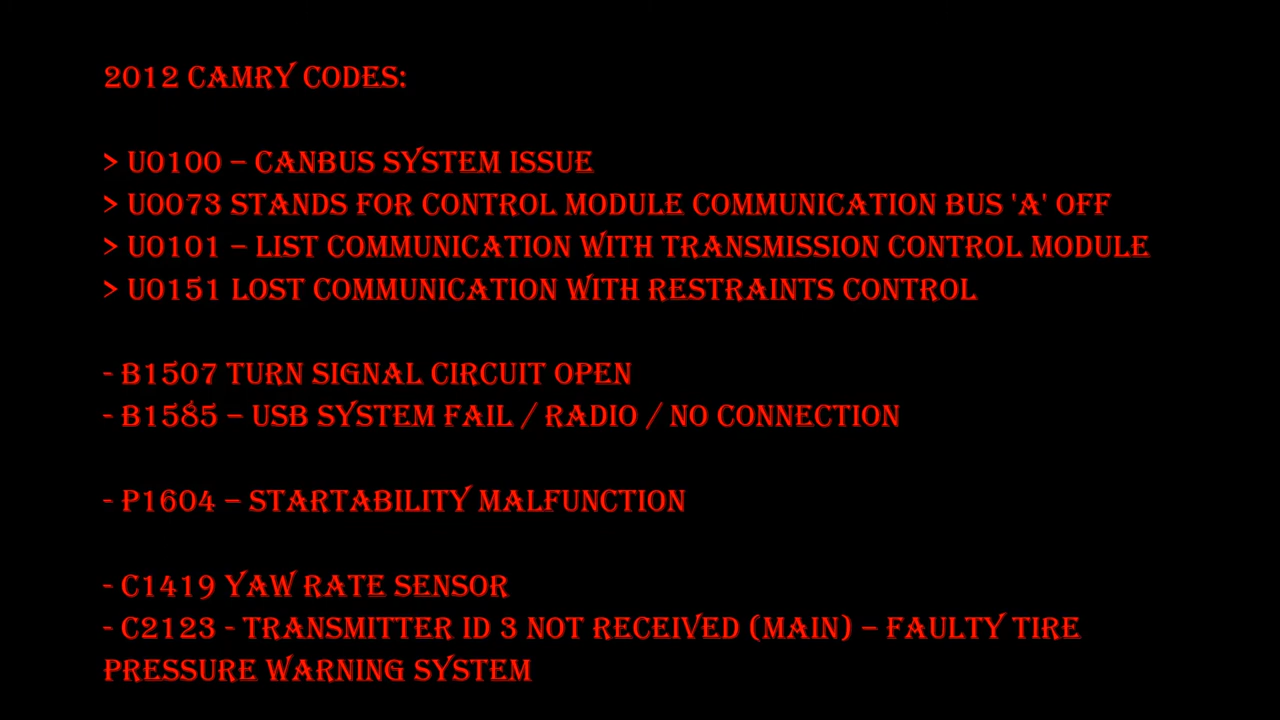 2012 CAMRY CODES:
> U0100 – CANBUS SYSTEM ISSUE
> U0073 STANDS FOR CONTROL MODULE COMMUNICATION BUS 'A' OFF
> U0101 – LIST COMMUNICATION WITH TRANSMISSION CONTROL MODULE
> U0151 LOST COMMUNICATION WITH RESTRAINTS CONTROL
- B1507 TURN SIGNAL CIRCUIT OPEN
- B1585 – USB SYSTEM FAIL / RADIO / NO CONNECTION
- P1604 – STARTABILITY MALFUNCTION
- C1419 YAW RATE SENSOR
- C2123 - TRANSMITTER ID 3 NOT RECEIVED (MAIN) – FAULTY TIRE
PRESSURE WARNING SYSTEM